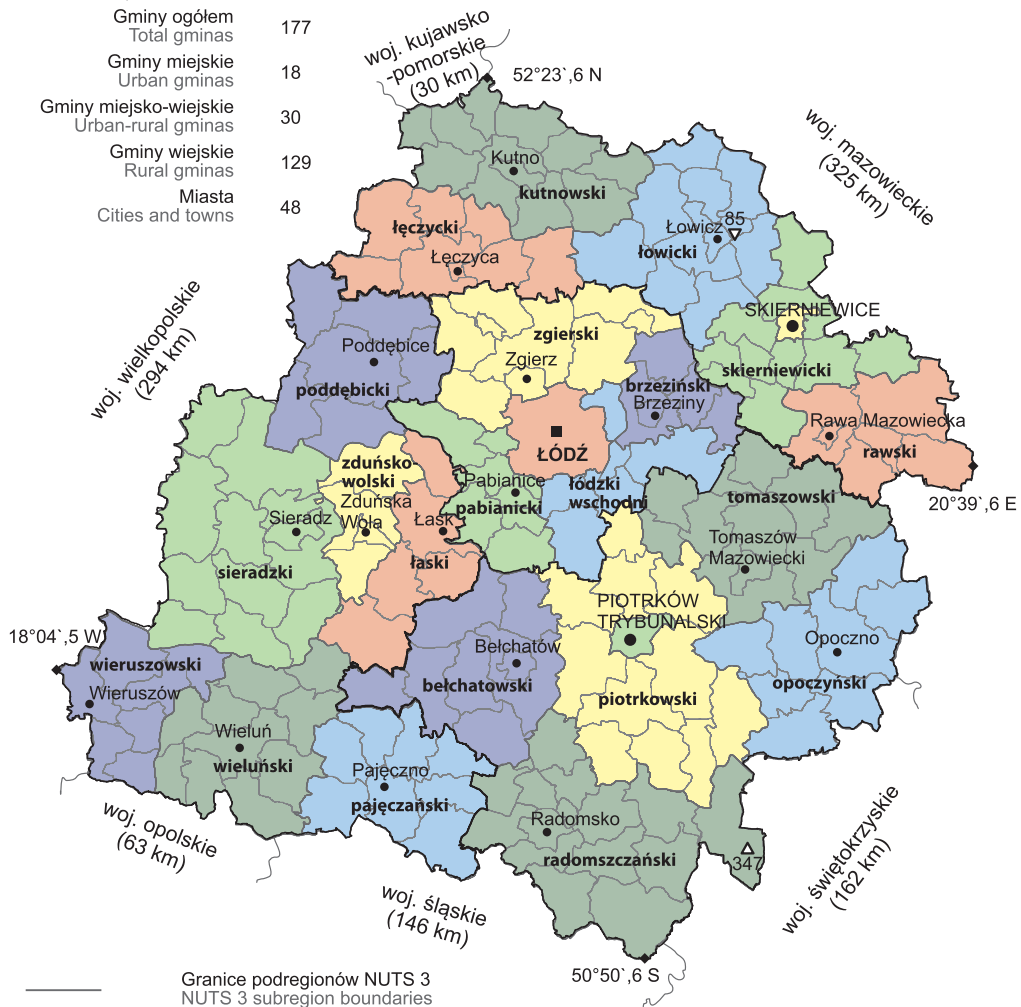 Gminy ogółem
Total gminas
177
Gminy miejskie
Urban gminas
18
Gminy miejsko-wiejskie
Urban-rural gminas
30
Gminy wiejskie
Rural gminas
129
Miasta
Cities and towns
48
woj. kujawsko
-pomorskie
(30 km)
52°23`,6 N
woj. mazowieckie
(325 km)
Kutno
kutnowski
łęczycki
Łęczyca
Łowicz
85
łowicki
SKIERNIEWICE
skierniewicki
woj. wielkopolskie
(294 km)
Poddębice
poddębicki
zgierski
Zgierz
brzeziński
Brzeziny
Rawa Mazowiecka
rawski
20°39`,6 E
ŁÓDŹ
łódzki
wschodni
zduńsko
wolski
Zduńska
Wola
Pabianice
pabianicki
Łask
łaski
Sieradz
sieradzki
tomaszowski
Tomaszów
Mazowiecki
PIOTRKÓW
TRYBUNALSKI
piotrkowski
Opoczno
opoczyński
18°04`,5 W
wieruszowski
Wieruszów
Bełchatów
bełchatowski
Wieluń
wieluński
Pajęczno
pajęczański
Radomsko
radomszczański
347
woj. opolskie
(63 km)
woj. śląskie
(146 km)
woj. świętokrzyskie
(162 km)
50°50`,6 S
Granice podregionów NUTS 3
NUTS 3 subregion boundaries